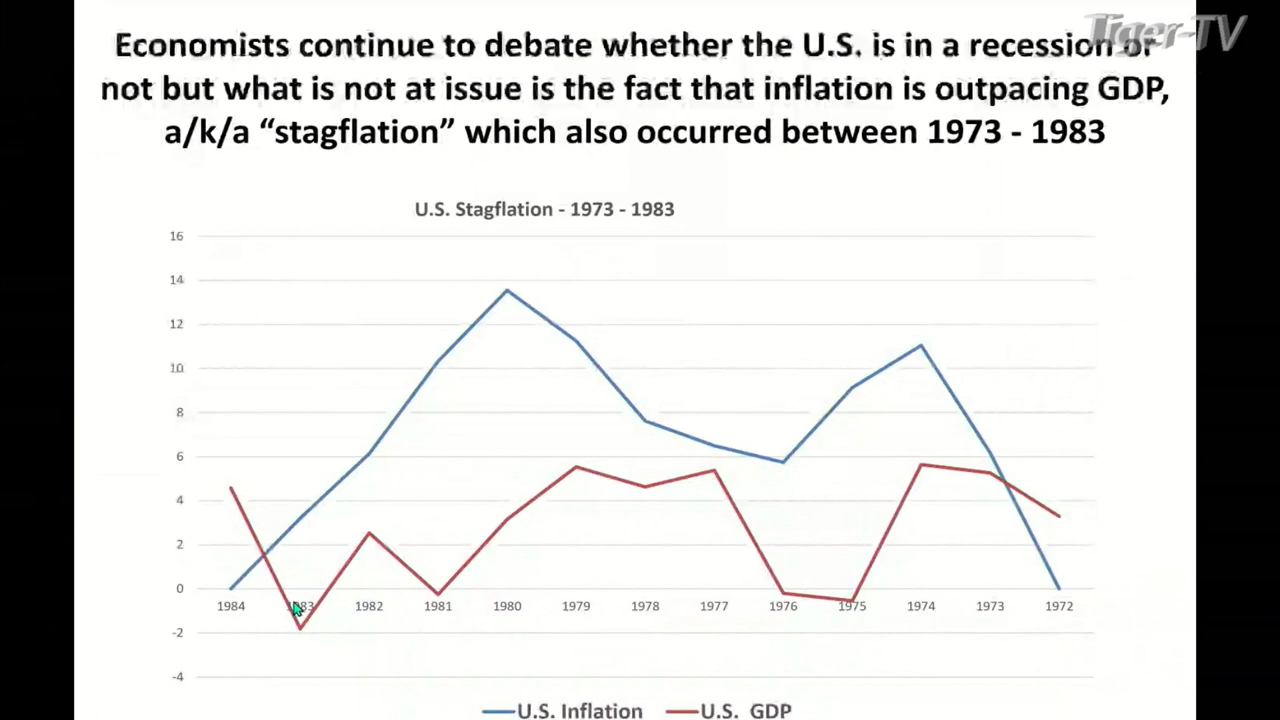 Tiger-TV
Economists continue to debate whether the U.S. is in a recession or
not but what is not at issue is the fact that inflation is outpacing GDP,
a/k/a “stagflation” which also occurred between 1973 - 1983
U.S. Stagflation - 1973 - 1983
16
14
12
10
8
6
4
2
0
1984 1983 1982 1981 1980 1979 1978 1977 1976 1975 1974 1973 1972
-2
-4
U.S. Inflation U.S. GDP